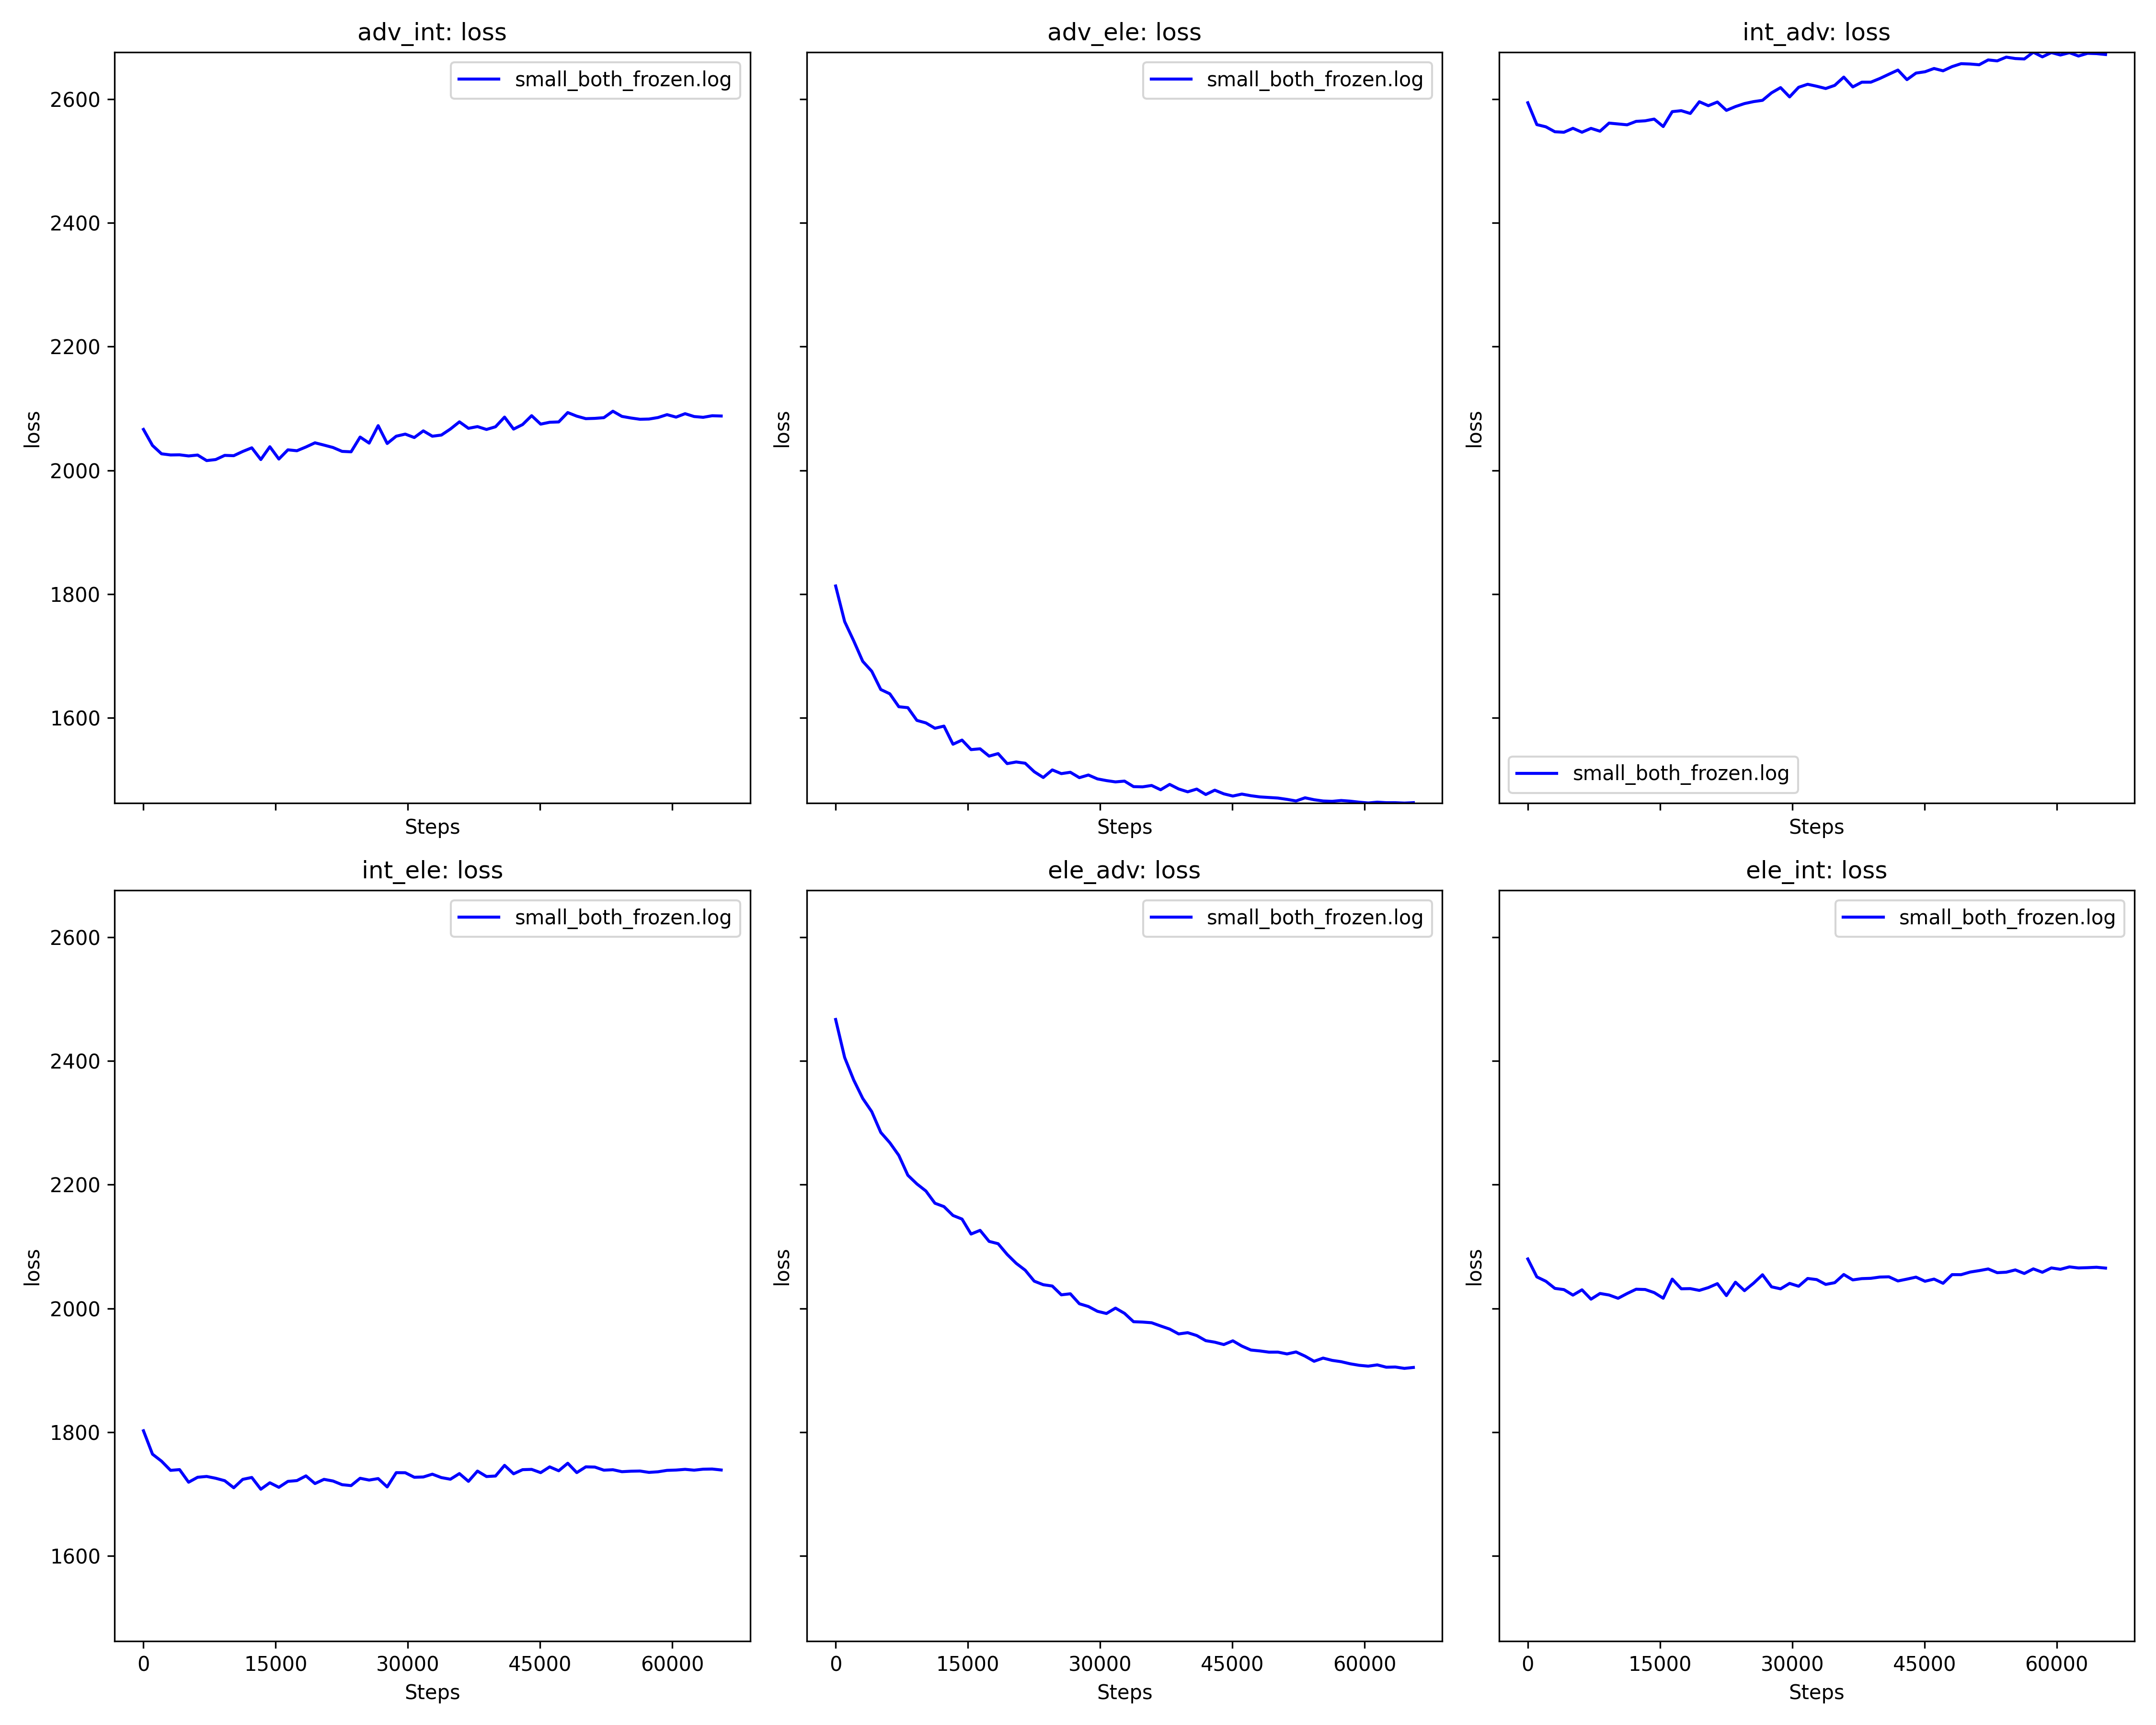 adv_int: loss
small_both_frozen.log
2600
2400
2200
2000
1800
1600
loss
Steps
adv_ele: loss
small_both_frozen.log
loss
Steps
int_adv: loss
small_both_frozen.log
loss
Steps
int_ele: loss
small_both_frozen.log
2600
2400
2200
2000
1800
1600
loss
0 15000 30000 45000 60000
Steps
ele_adv: loss
small_both_frozen.log
loss
0 15000 30000 45000 60000
Steps
ele_int: loss
small_both_frozen.log
loss
0 15000 30000 45000 60000
Steps